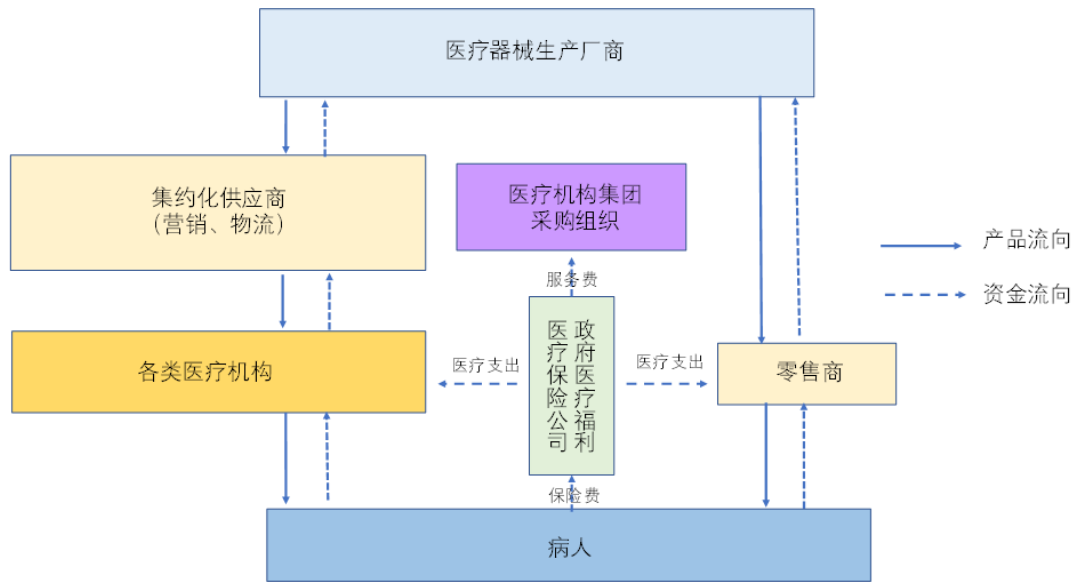 医疗器械生产厂商
集约化供应商
（营销、物流）
医疗机构集团
采购组织
产品流向
服务费
资金流向
各类医疗机构
医疗支出
政府医疗福利
医疗保险公司
医疗支出
零售商
保险费
病人